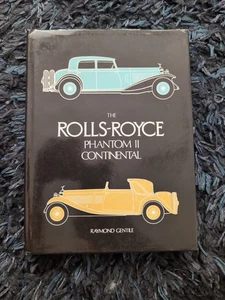 THE
ROLLS-ROYCE
PHANTOM II
CONTINENTAL
RAYMOND GENTILE